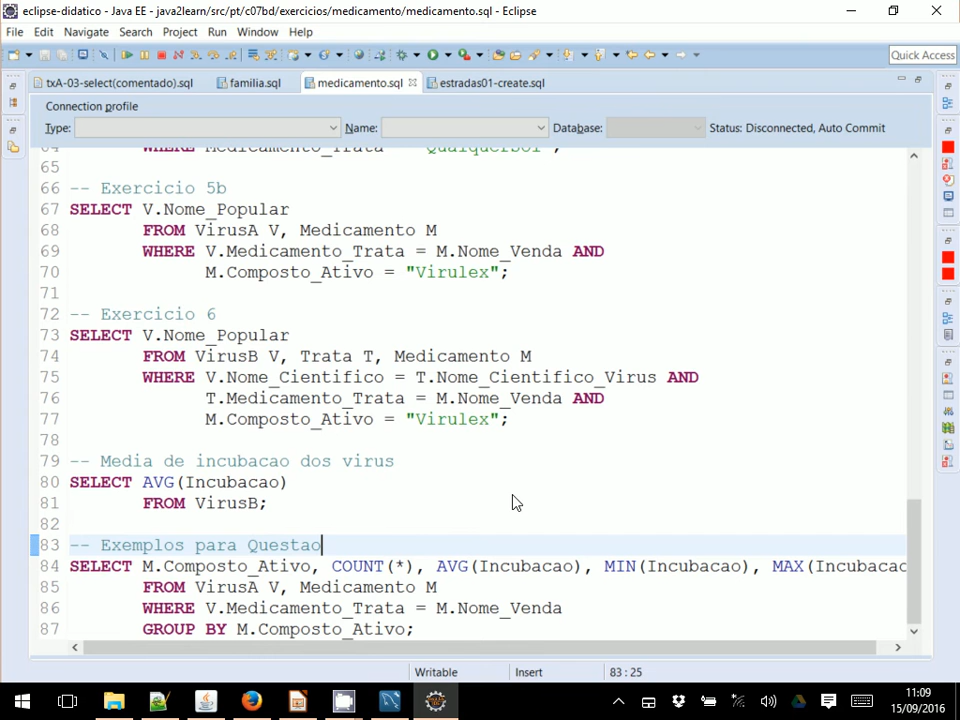 eclipse-didatico - Java EE - java2learn/src/pt/c07bd/exercicios/medicamento/medicamento.sql - Eclipse
File Edit Navigate Search Project Run Window Help
Quick Access
txA-03-select(comentado).sql familia.sql medicamento.sql estradas01-create.sql
Connection profile
Type: Name: Database: Status: Disconnected, Auto Commit
64 WHERE Medicamento_Trata = "QualquerSol";
65
66 -- Exercicio 5b
67 SELECT V.Nome_Popular
68 FROM VirusA V, Medicamento M
69 WHERE V.Medicamento_Trata = M.Nome_Venda AND
70 M.Composto_Ativo = "Virulex";
71
72 -- Exercicio 6
73 SELECT V.Nome_Popular
74 FROM VirusB V, Trata T, Medicamento M
75 WHERE V.Nome_Cientifico = T.Nome_Cientifico_Virus AND
76 T.Medicamento_Trata = M.Nome_Venda AND
77 M.Composto_Ativo = "Virulex";
78
79 -- Media de incubacao dos virus
80 SELECT AVG(Incubacao)
81 FROM VirusB;
82
83 -- Exemplos para Questao
84 SELECT M.Composto_Ativo, COUNT(*), AVG(Incubacao), MIN(Incubacao), MAX(Incubacao
85 FROM VirusA V, Medicamento M
86 WHERE V.Medicamento_Trata = M.Nome_Venda
87 GROUP BY M.Composto_Ativo;
Writable Insert 83 : 25
11:09
15/09/2016